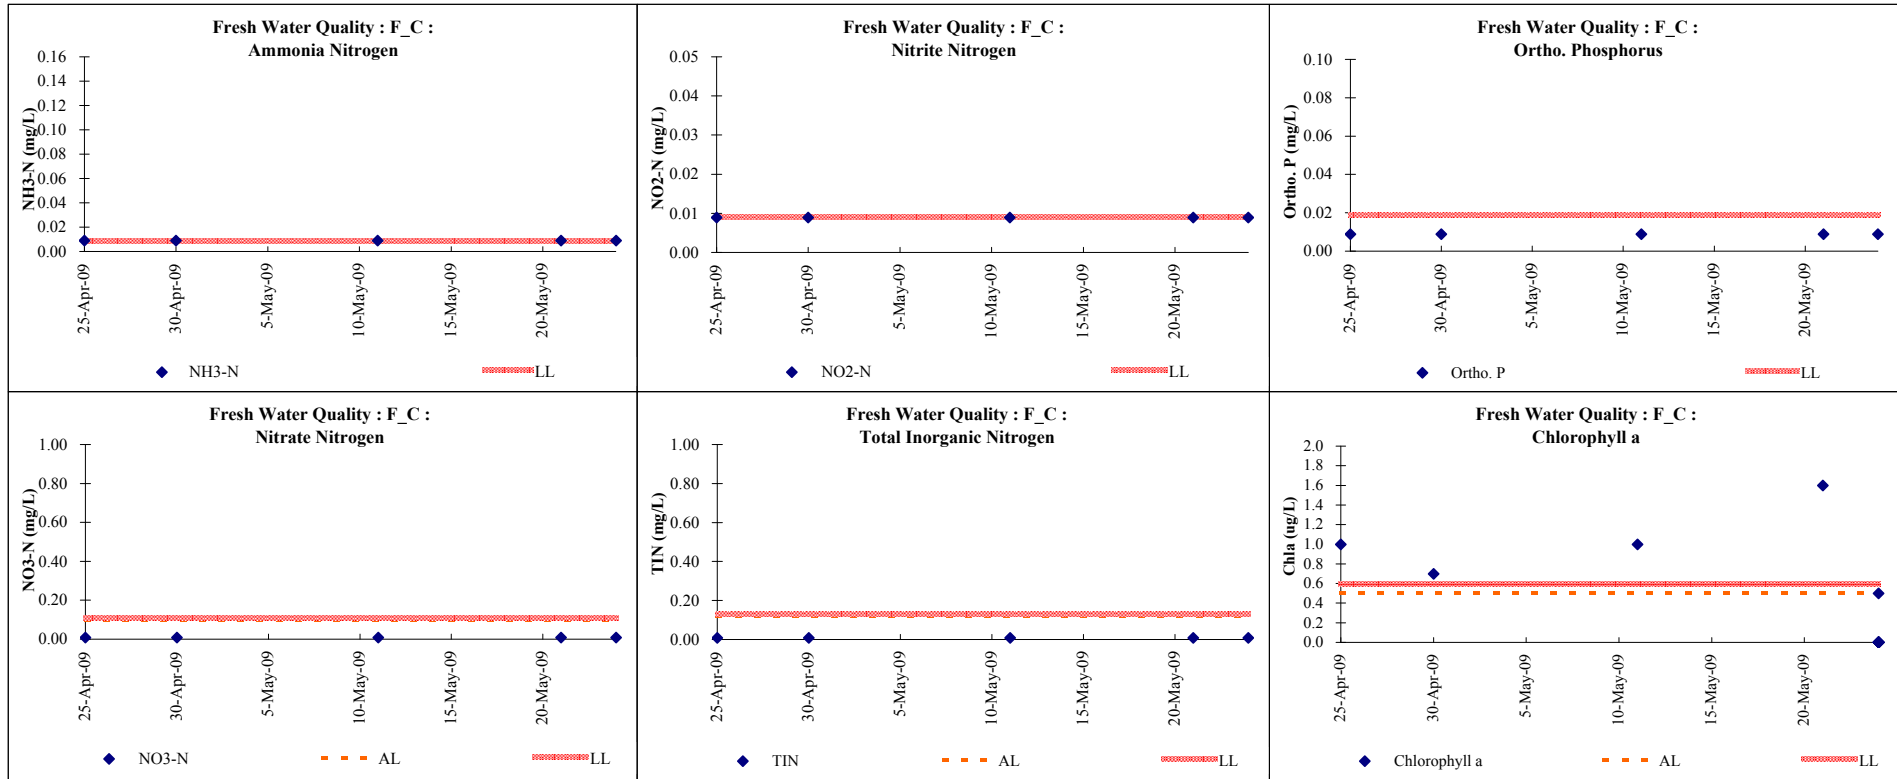 Fresh Water Quality : F_C :
Ammonia Nitrogen
NH3-N (mg/L)
0.16
0.14
0.12
0.10
0.08
0.06
0.04
0.02
0.00
25-Apr-09
30-Apr-09
5-May-09
10-May-09
15-May-09
20-May-09
NH3-N
LL
Fresh Water Quality : F_C :
Nitrite Nitrogen
NO2-N (mg/L)
0.05
0.04
0.03
0.02
0.01
0.00
25-Apr-09
30-Apr-09
5-May-09
10-May-09
15-May-09
20-May-09
NO2-N
LL
Fresh Water Quality : F_C :
Ortho. Phosphorus
Ortho. P (mg/L)
0.10
0.08
0.06
0.04
0.02
0.00
25-Apr-09
30-Apr-09
5-May-09
10-May-09
15-May-09
20-May-09
Ortho. P
LL
Fresh Water Quality : F_C :
Nitrate Nitrogen
NO3-N (mg/L)
1.00
0.80
0.60
0.40
0.20
0.00
25-Apr-09
30-Apr-09
5-May-09
10-May-09
15-May-09
20-May-09
NO3-N
AL
LL
Fresh Water Quality : F_C :
Total Inorganic Nitrogen
TIN (mg/L)
1.00
0.80
0.60
0.40
0.20
0.00
25-Apr-09
30-Apr-09
5-May-09
10-May-09
15-May-09
20-May-09
TIN
AL
LL
Fresh Water Quality : F_C :
Chlorophyll a
Chla (ug/L)
2.0
1.8
1.6
1.4
1.2
1.0
0.8
0.6
0.4
0.2
0.0
25-Apr-09
30-Apr-09
5-May-09
10-May-09
15-May-09
20-May-09
Chlorophyll a
AL
LL